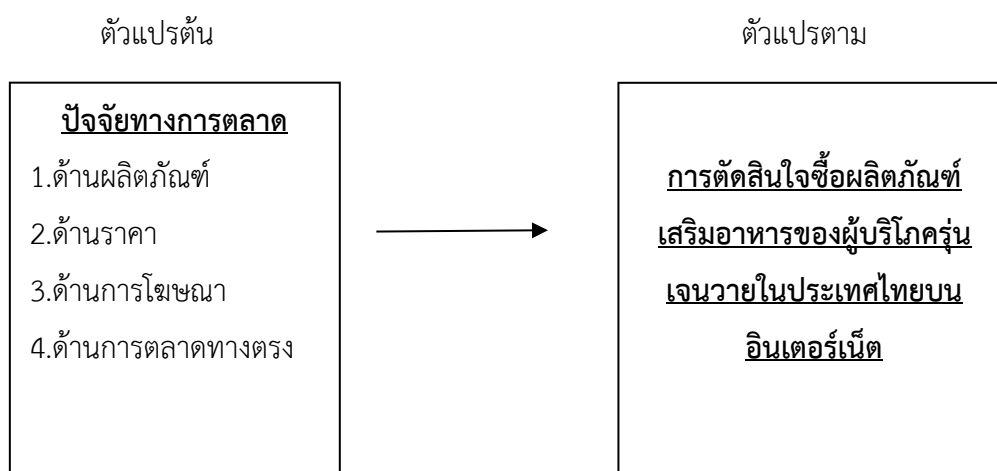 ตัวแปรต้น
ตัวแปรตาม
ปัจจัยทางการตลาด
1.ด้านผลิตภัณฑ์
2.ด้านราคา
3.ด้านการโฆษณา
4.ด้านการตลาดทางตรง
การตัดสินใจซื้อผลิตภัณฑ์
เสริมอาหารของผู้บริโภครุ่น
เจนวายในประเทศไทยบน
อินเตอร์เน็ต